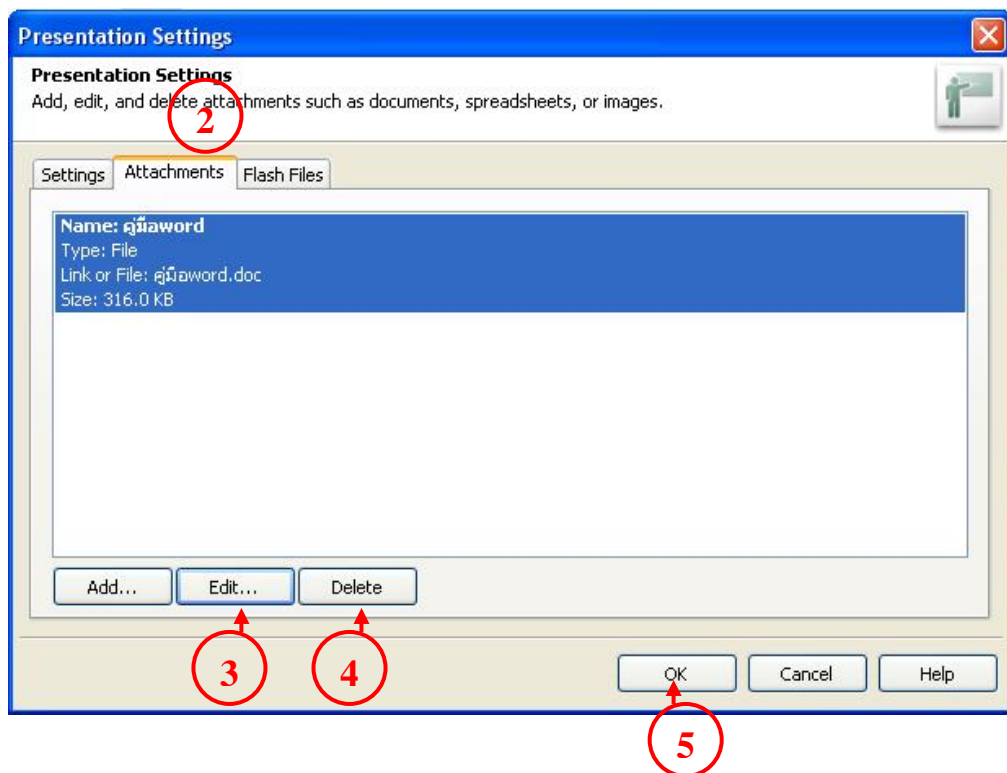 Presentation Settings
Presentation Settings
Add, edit, and delete attachments such as documents, spreadsheets, or images.
2
Settings Attachments Flash Files
Name: คู่มือword
Type: File
Link or File: คู่มือword.doc
Size: 316.0 KB
Add... Edit... Delete
3 4
OK Cancel Help
5